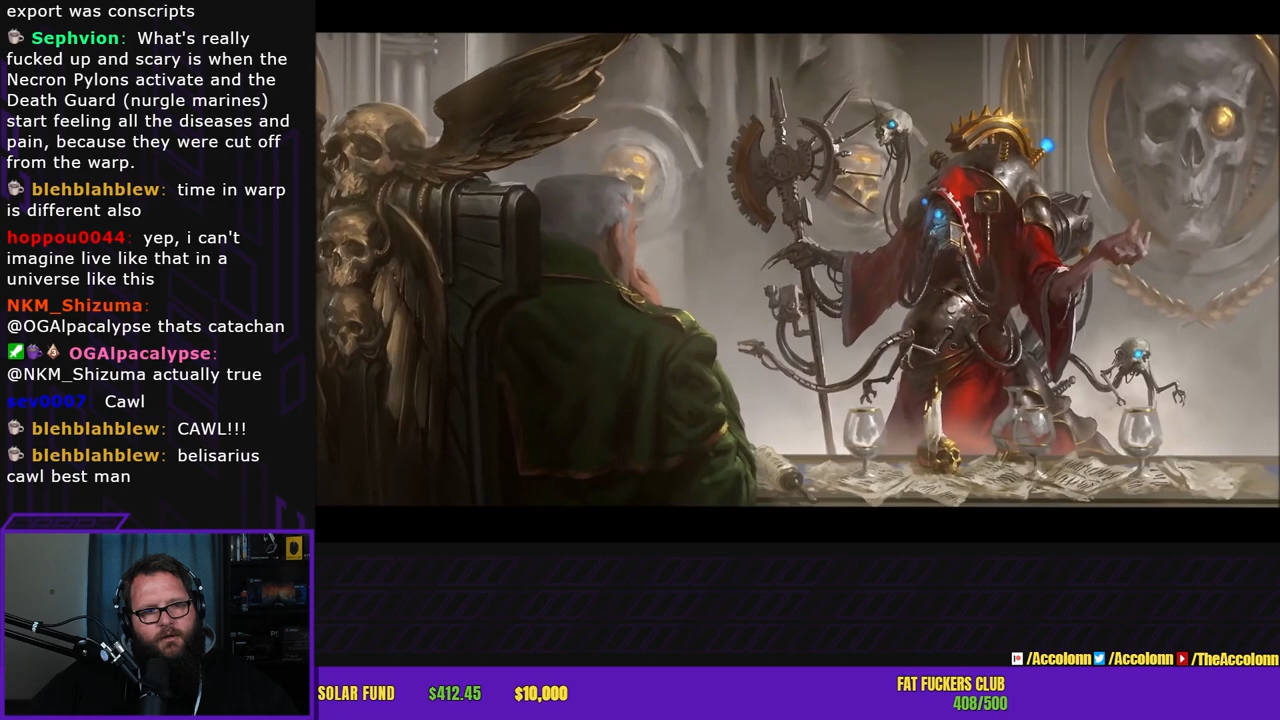 export was conscripts
Sephvion: What's really
fucked up and scary is when the
Necron Pylons activate and the
Death Guard (nurgle marines)
start feeling all the diseases and
pain, because they were cut off
from the warp.
blehblahblew: time in warp
is different also
hoppou0044: yep, i can't
imagine live like that in a
universe like this
NKM_Shizuma:
@OGAlpacalypse thats catachan
OGAlpacalypse:
@NKM_Shizuma actually true
sev0007: Cawl
blehblahblew: CAWL!!!
blehblahblew: belisarius
cawl best man
/Accolonn /Accolonn /TheAccolonn
SOLAR FUND $412.45 $10,000
FAT FUCKERS CLUB
408/500